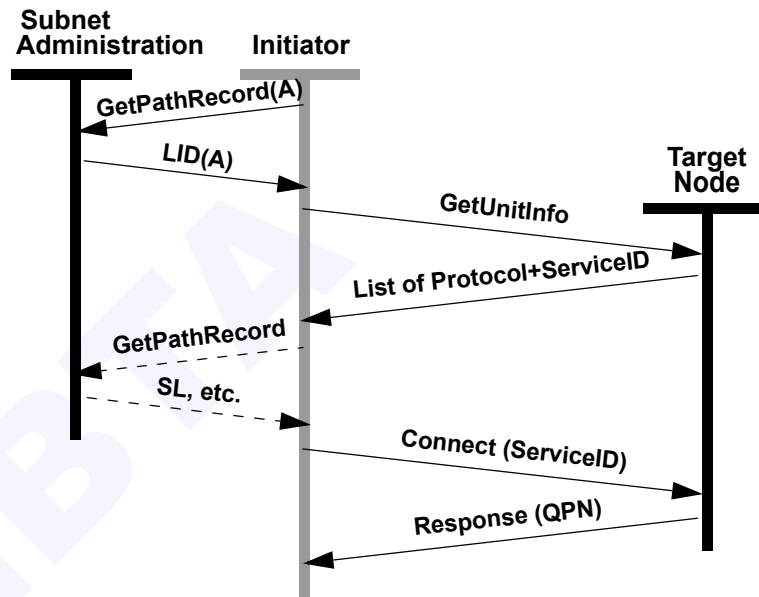 Subnet
Administration
Initiator
GetPathRecord(A)
LID(A)
Target
Node
GetUnitInfo
List of Protocol+ServiceID
GetPathRecord
SL, etc.
Connect (ServiceID)
Response (QPN)
BTA